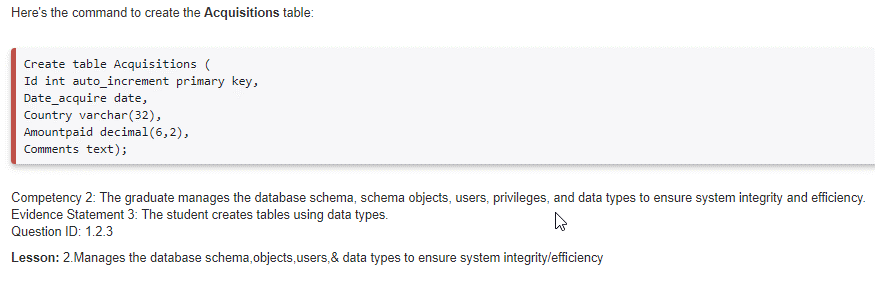 Here's the command to create the Acquisitions table:
Create table Acquisitions (
Id int auto_increment primary key,
Date_acquire date,
Country varchar(32),
Amountpaid decimal(6,2),
Comments text);
Competency 2: The graduate manages the database schema, schema objects, users, privileges, and data types to ensure system integrity and efficiency.
Evidence Statement 3: The student creates tables using data types.
Question ID: 1.2.3
Lesson: 2.Manages the database schema,objects,users,& data types to ensure system integrity/efficiency